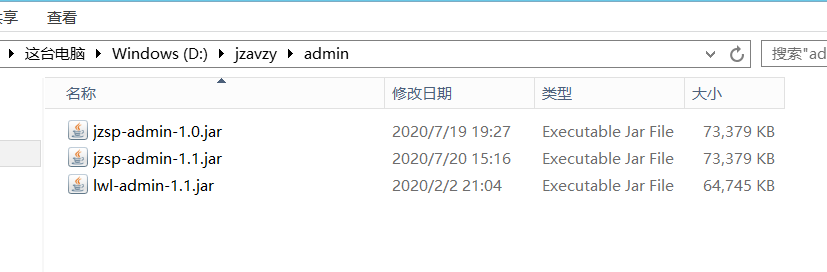 共享 查看
这台电脑 Windows (D:) jzavzy admin 搜索"ad
名称 修改日期 类型 大小
jzsp-admin-1.0.jar 2020/7/19 19:27 Executable Jar File 73,379 KB
jzsp-admin-1.1.jar 2020/7/20 15:16 Executable Jar File 73,379 KB
lwl-admin-1.1.jar 2020/2/2 21:04 Executable Jar File 64,745 KB